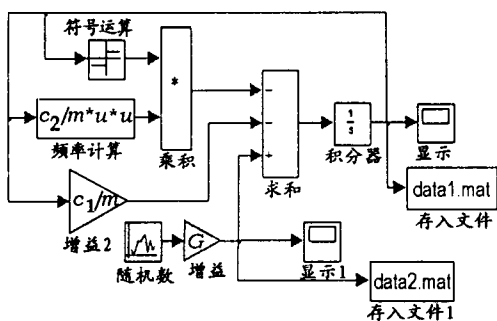 符号运算
*
乘积
c₂/m*u*u
频率计算
c₁/m
增益2
−
−
+
求和
1
s
积分器
显示
data1.mat
存入文件
随机数
G
增益
显示1
data2.mat
存入文件1